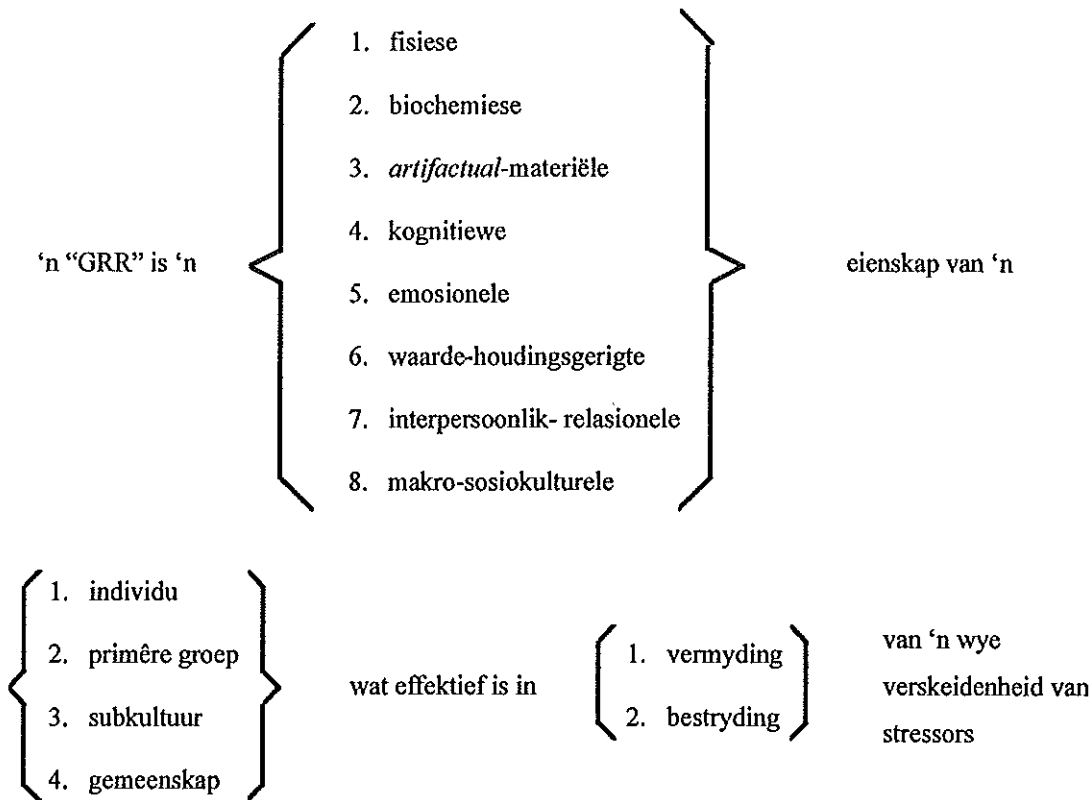 ‘n “GRR” is ‘n
1. fisiese
2. biochemiese
3. artifactual-materiële
4. kognitiewe
5. emosionele
6. waarde-houdingsgerigte
7. interpersoonlik- relasionele
8. makro-sosiokulturele
eienskap van ‘n
1. individu
2. primêre groep
3. subkultuur
4. gemeenskap
wat effektief is in
1. vermyding
2. bestryding
van ‘n wye
verskeidenheid van
stressors